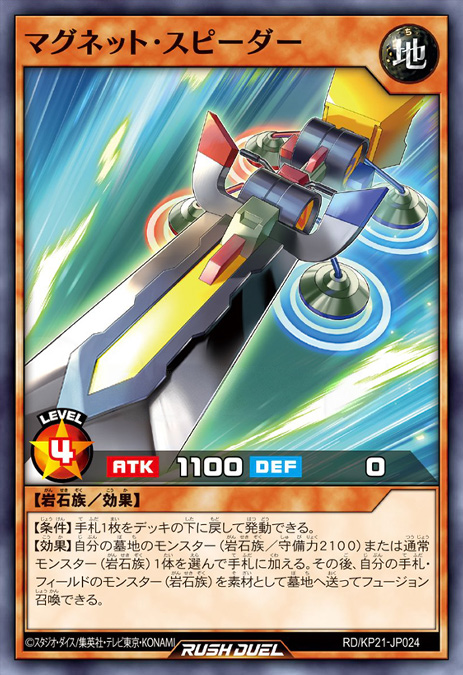 マグネット・スピーダー
地
LEVEL
4
ATK 1100 DEF 0
【岩石族/効果】
【条件】手札1枚をデッキの下に戻して発動できる。
【効果】自分の墓地のモンスター(岩石族/守備力2100)または通常
モンスター(岩石族)1体を選んで手札に加える。その後、自分の手札・
フィールドのモンスター(岩石族)を素材として墓地へ送ってフュージョン
召喚できる。
©スタジオ・ダイス/集英社・テレビ東京・KONAMI
RUSH DUEL
RD/KP21-JP024